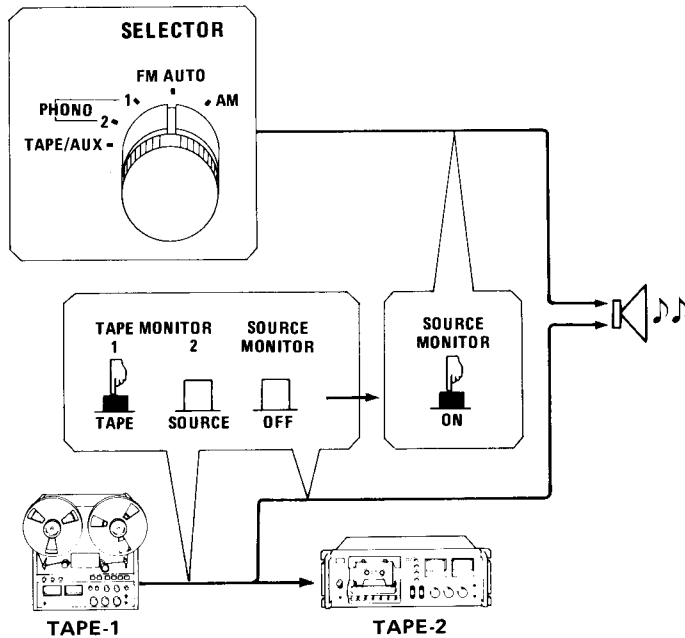 SELECTOR
FM AUTO
PHONO 1 AM
2
TAPE/AUX
TAPE MONITOR
1 2
SOURCE
MONITOR
TAPE SOURCE OFF
SOURCE
MONITOR
ON
TAPE-1
TAPE-2